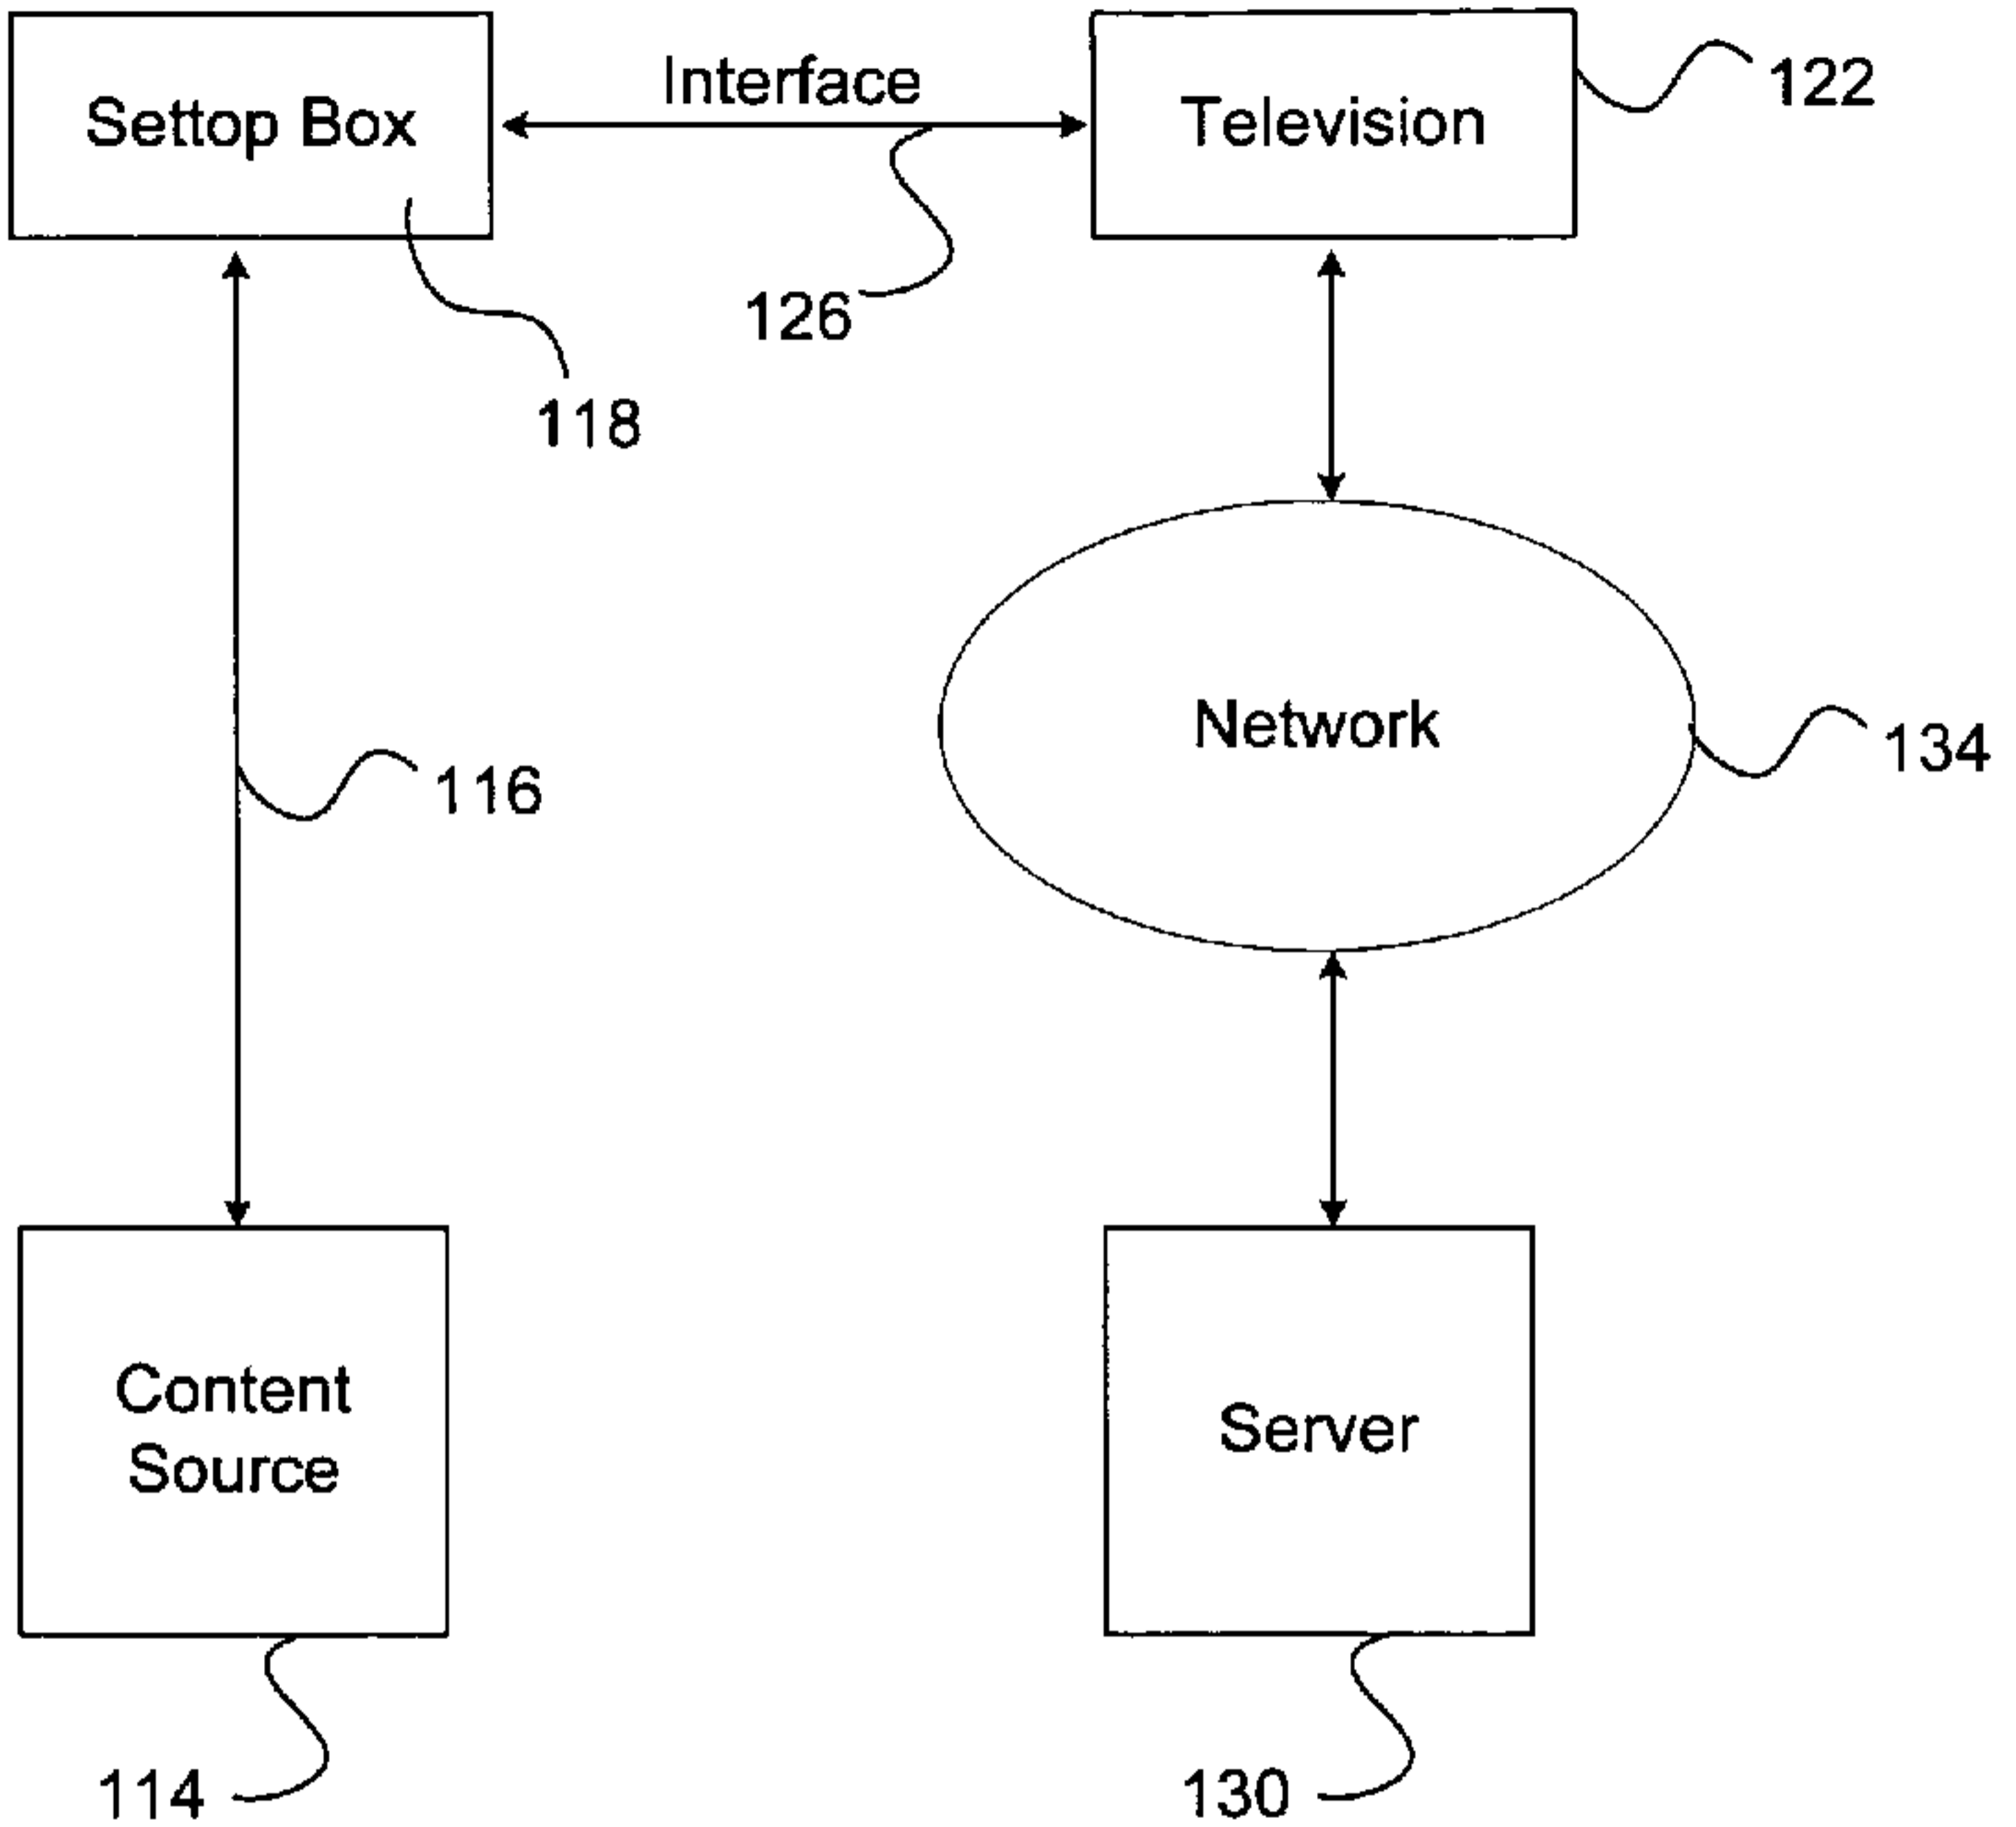 Settop Box
Interface
Television
122
126
118
Network
134
116
Content
Source
Server
114
130